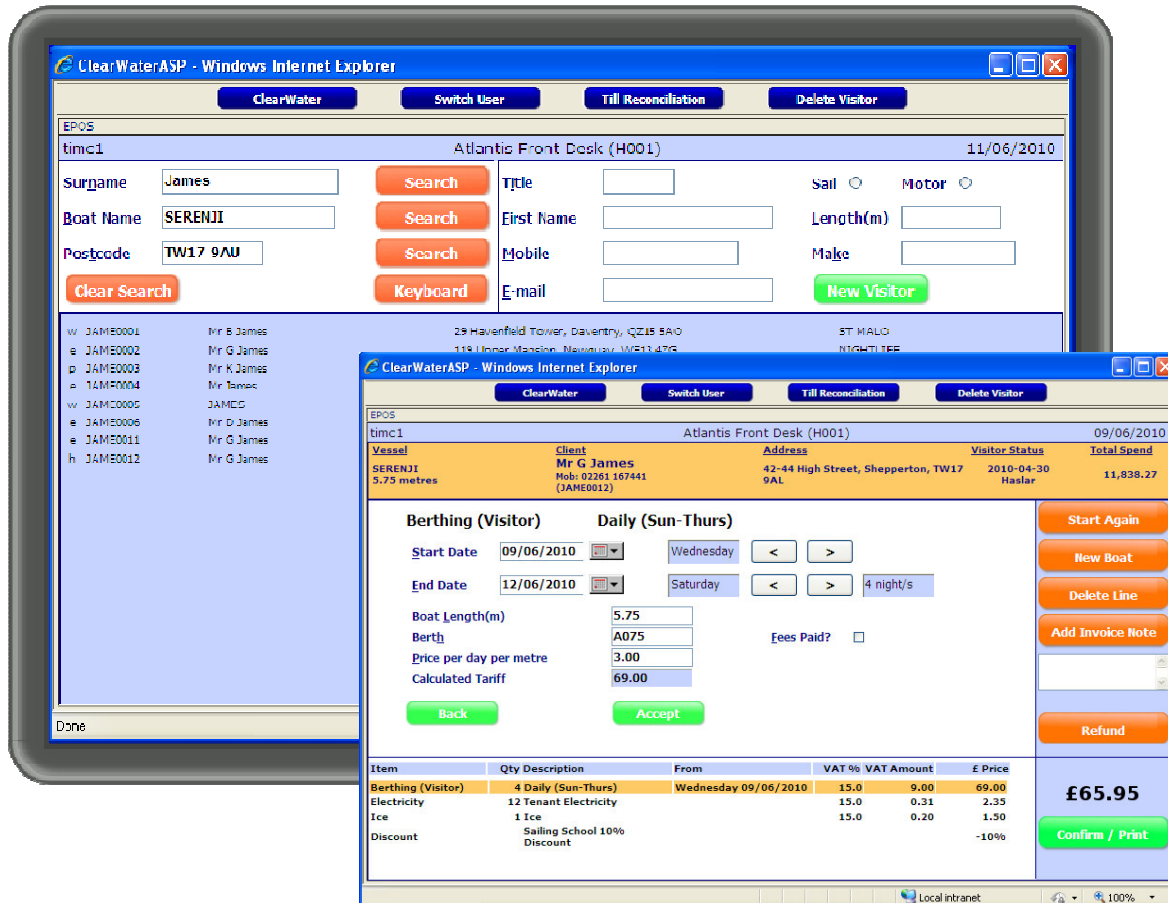 ClearWaterASP - Windows Internet Explorer
ClearWater Switch User Till Reconciliation Delete Visitor
EPOS
timc1 Atlantis Front Desk (H001) 11/06/2010
Surname James Search Title Sail Motor
Boat Name SERENJI Search First Name Length(m)
Postcode TW17 9AU Search Mobile Make
Clear Search Keyboard E-mail New Visitor
w JAME0001 Mr B James 29 Havenfield Tower, Daventry, ST MALO
e JAME0002 Mr G James 119 Upper Mansion, Newquay, NIGHTLIFE
p JAME0003 Mr K James
e JAME0004 Mr James
w JAME0005 JAMES
e JAME0006 Mr D James
e JAME0011 Mr G James
h JAME0012 Mr G James
Done
ClearWaterASP - Windows Internet Explorer
ClearWater Switch User Till Reconciliation Delete Visitor
EPOS
timc1 Atlantis Front Desk (H001) 09/06/2010
Vessel Client Address Visitor Status Total Spend
SERENJI Mr G James 42-44 High Street, Shepperton, TW17 2010-04-30 11,838.27
5.75 metres Mob: 02261 167441 9AL Haslar
(JAME0012)
Berthing (Visitor) Daily (Sun-Thurs) Start Again
Start Date 09/06/2010 Wednesday < > New Boat
End Date 12/06/2010 Saturday < > 4 night/s Delete Line
Boat Length(m) 5.75
Berth A075 Fees Paid? Add Invoice Note
Price per day per metre 3.00
Calculated Tariff 69.00
Back Accept Refund
Item Qty Description From VAT % VAT Amount £ Price
Berthing (Visitor) 4 Daily (Sun-Thurs) Wednesday 09/06/2010 15.0 9.00 69.00
Electricity 12 Tenant Electricity 15.0 0.31 2.35
Ice 1 Ice 15.0 0.20 1.50
Discount Sailing School 10% Discount -10%
£65.95
Confirm / Print
Local intranet 100%